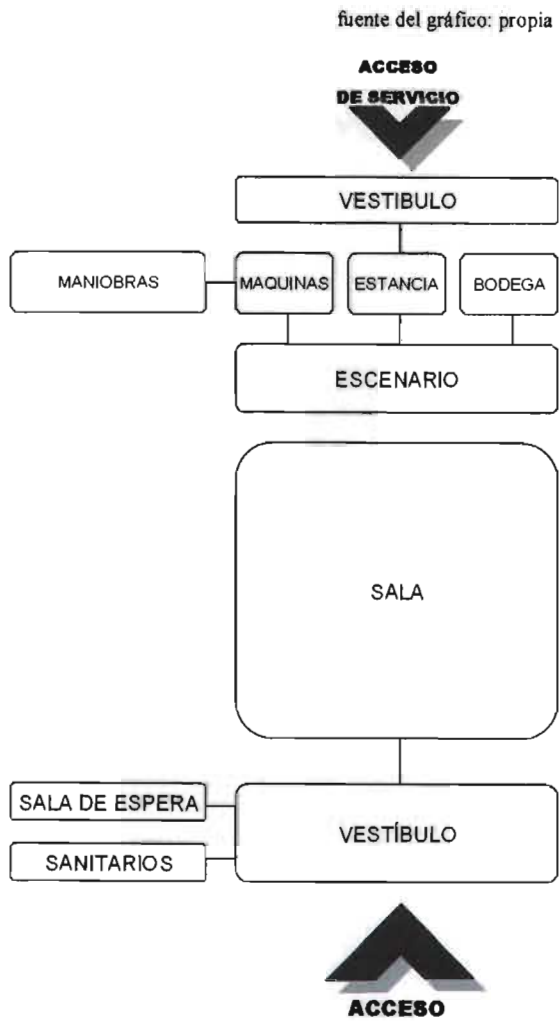 fuente del gráfico: propia
ACCESO
DE SERVICIO
VESTIBULO
MANIOBRAS
MAQUINAS
ESTANCIA
BODEGA
ESCENARIO
SALA
SALA DE ESPERA
SANITARIOS
VESTÍBULO
ACCESO